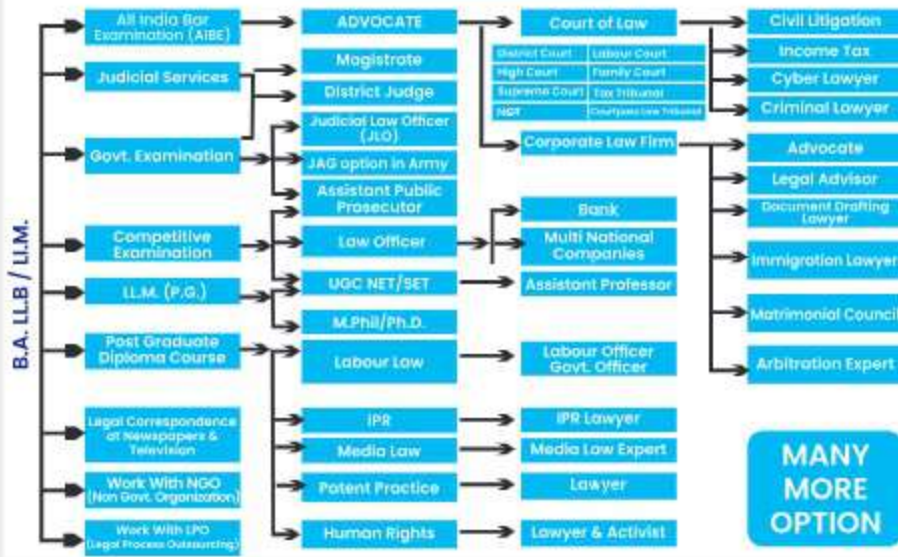 B.A. LL.B / Ll.M.
All India Bar
Examination (AIBE)
Judicial Services
Govt. Examination
Competitive
Examination
LL.M. (P.G.)
Post Graduate
Diploma Course
Legal Correspondence
at Newspapers &
Television
Work With NGO
(Non Govt. Organization)
Work With LPO
(Legal Process Outsourcing)
ADVOCATE
Magistrate
District Judge
Judicial Law Officer
(JLO)
JAG option in Army
Assistant Public
Prosecutor
Law Officer
UGC NET/SET
M.Phil/Ph.D.
Labour Law
IPR
Media Law
Patent Practice
Human Rights
Court of Law
District Court Labour Court
High Court Family Court
Supreme Court Tax Tribunal
NGT Law Tribunal
Corporate Law Firm
Bank
Multi National
Companies
Assistant Professor
Labour Officer
Govt. Officer
IPR Lawyer
Media Law Expert
Lawyer
Lawyer & Activist
Civil Litigation
Income Tax
Cyber Lawyer
Criminal Lawyer
Advocate
Legal Advisor
Document Drafting
Lawyer
Immigration Lawyer
Matrimonial Council
Arbitration Expert
MANY
MORE
OPTION